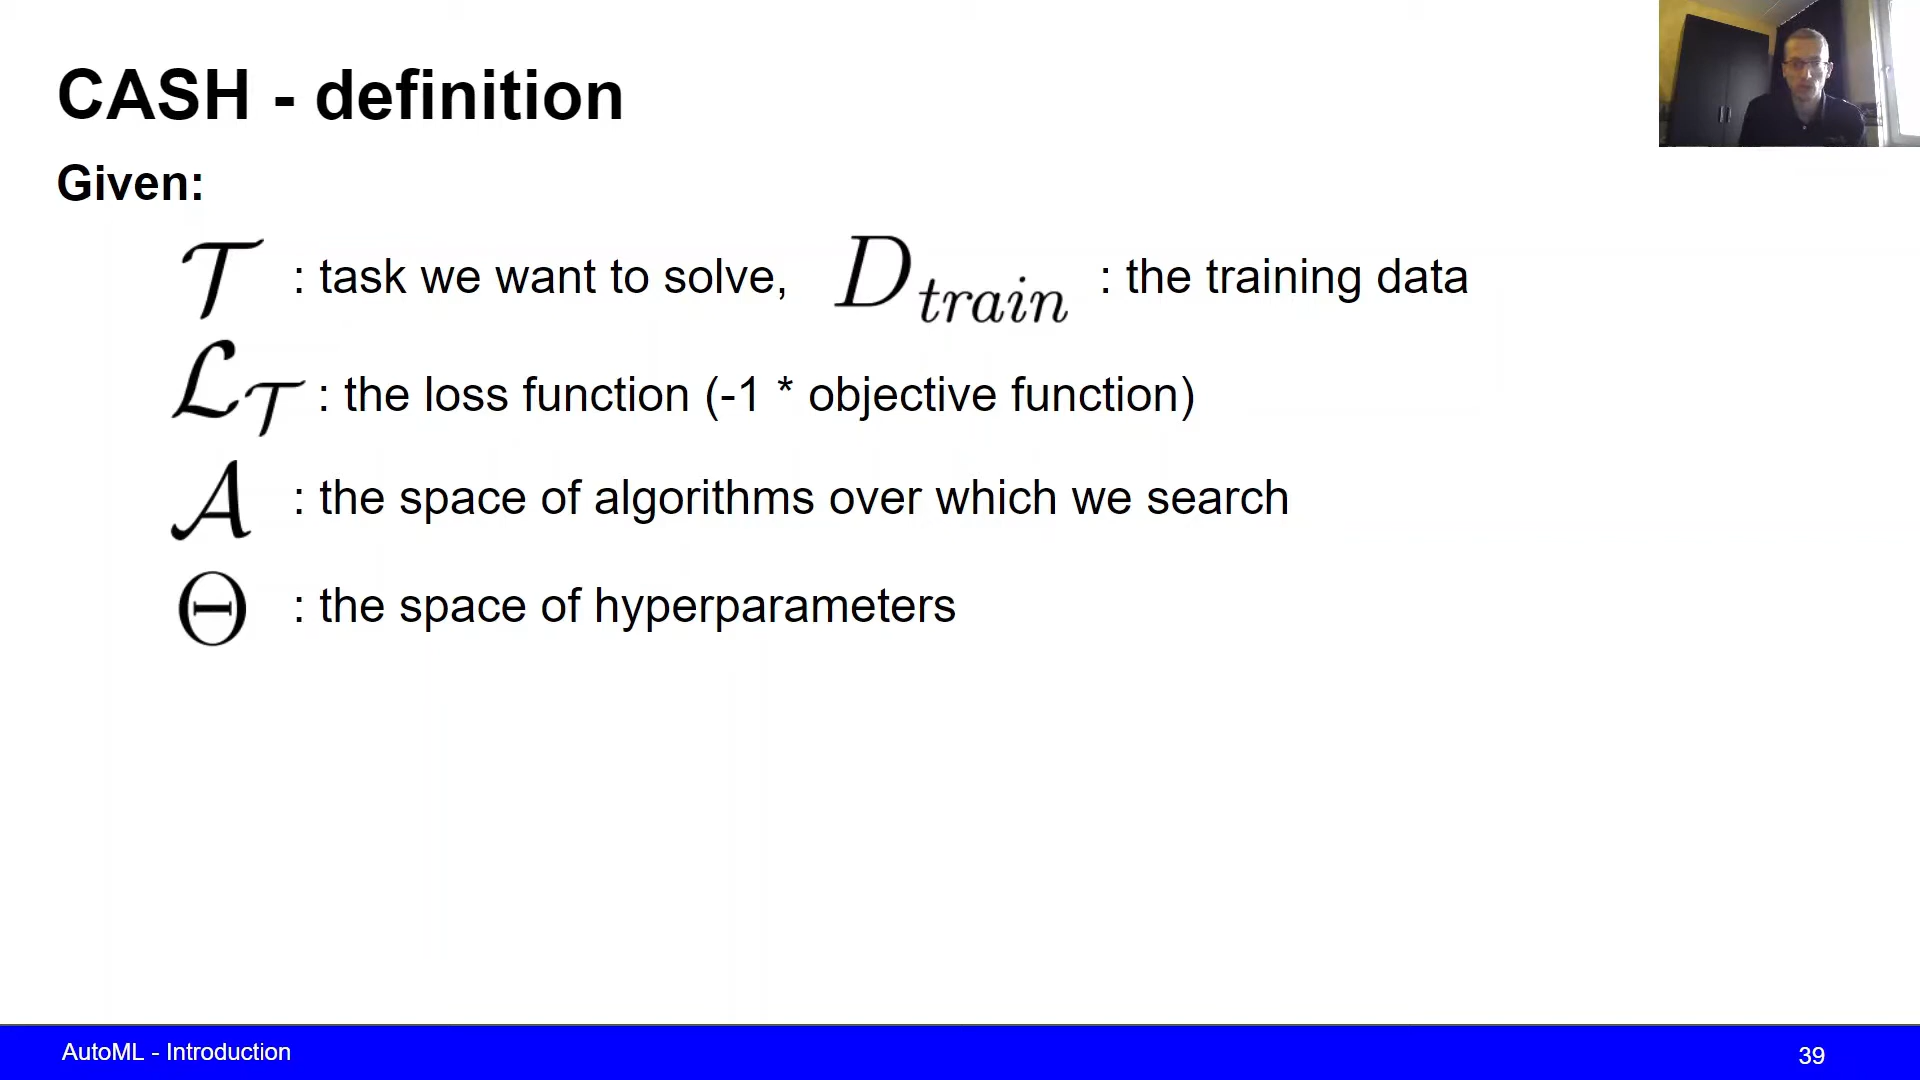 CASH - definition
Given:
𝒯 : task we want to solve, D_train : the training data
ℒ_𝒯 : the loss function (-1 * objective function)
𝒜 : the space of algorithms over which we search
Θ : the space of hyperparameters
AutoML - Introduction
39